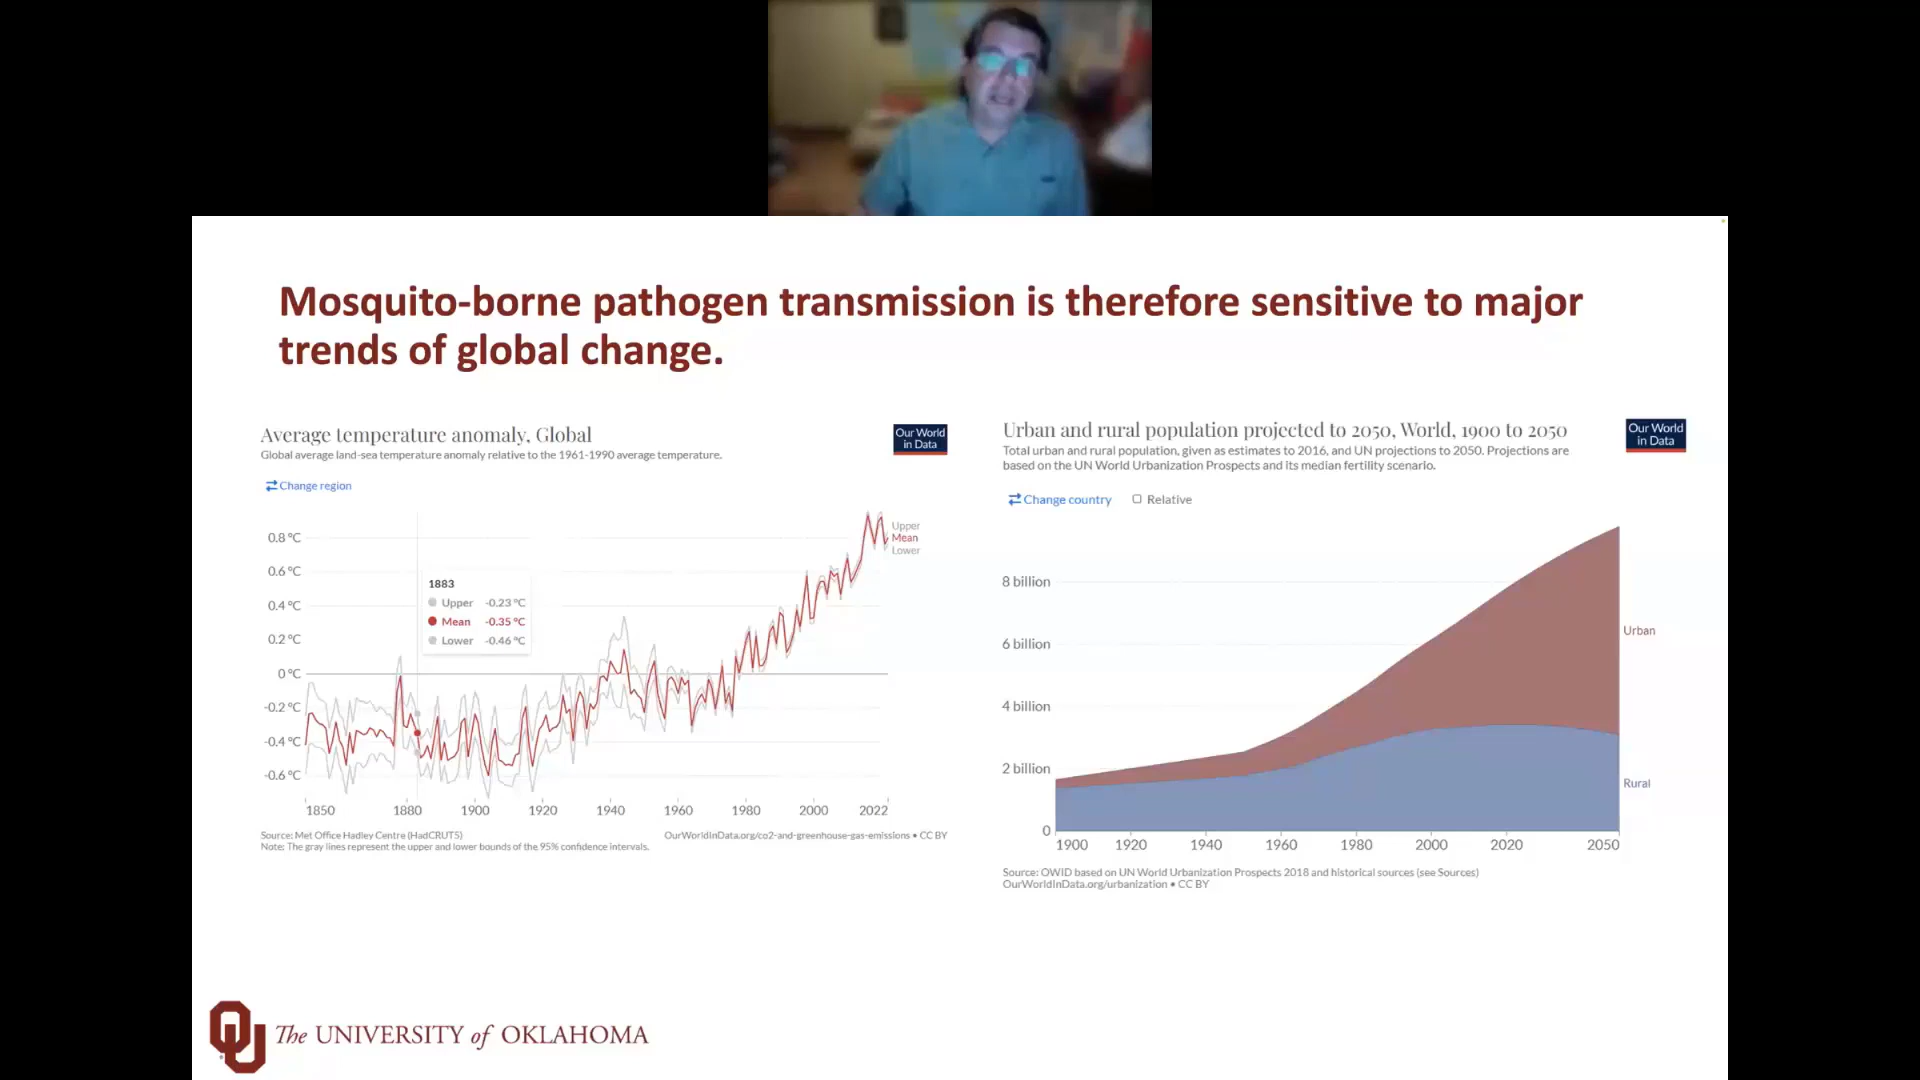 Mosquito-borne pathogen transmission is therefore sensitive to major
trends of global change.
Average temperature anomaly, Global
Global average land-sea temperature anomaly relative to the 1961-1990 average temperature.
Our World
in Data
Change region
0.8 °C
0.6 °C
0.4 °C
0.2 °C
0 °C
-0.2 °C
-0.4 °C
-0.6 °C
1883
Upper -0.23 °C
Mean -0.35 °C
Lower -0.46 °C
Upper
Mean
Lower
1850 1880 1900 1920 1940 1960 1980 2000 2022
Source: Met Office Hadley Centre (HadCRUT5) OurWorldInData.org/co2-and-greenhouse-gas-emissions • CC BY
Note: The gray lines represent the upper and lower bounds of the 95% confidence intervals.
Urban and rural population projected to 2050, World, 1900 to 2050
Total urban and rural population, given as estimates to 2016, and UN projections to 2050. Projections are
based on the UN World Urbanization Prospects and its median fertility scenario.
Our World
in Data
Change country Relative
8 billion
6 billion
4 billion
2 billion
0
Urban
Rural
1900 1920 1940 1960 1980 2000 2020 2050
Source: OWID based on UN World Urbanization Prospects 2018 and historical sources (see Sources)
OurWorldInData.org/urbanization • CC BY
OU The UNIVERSITY of OKLAHOMA